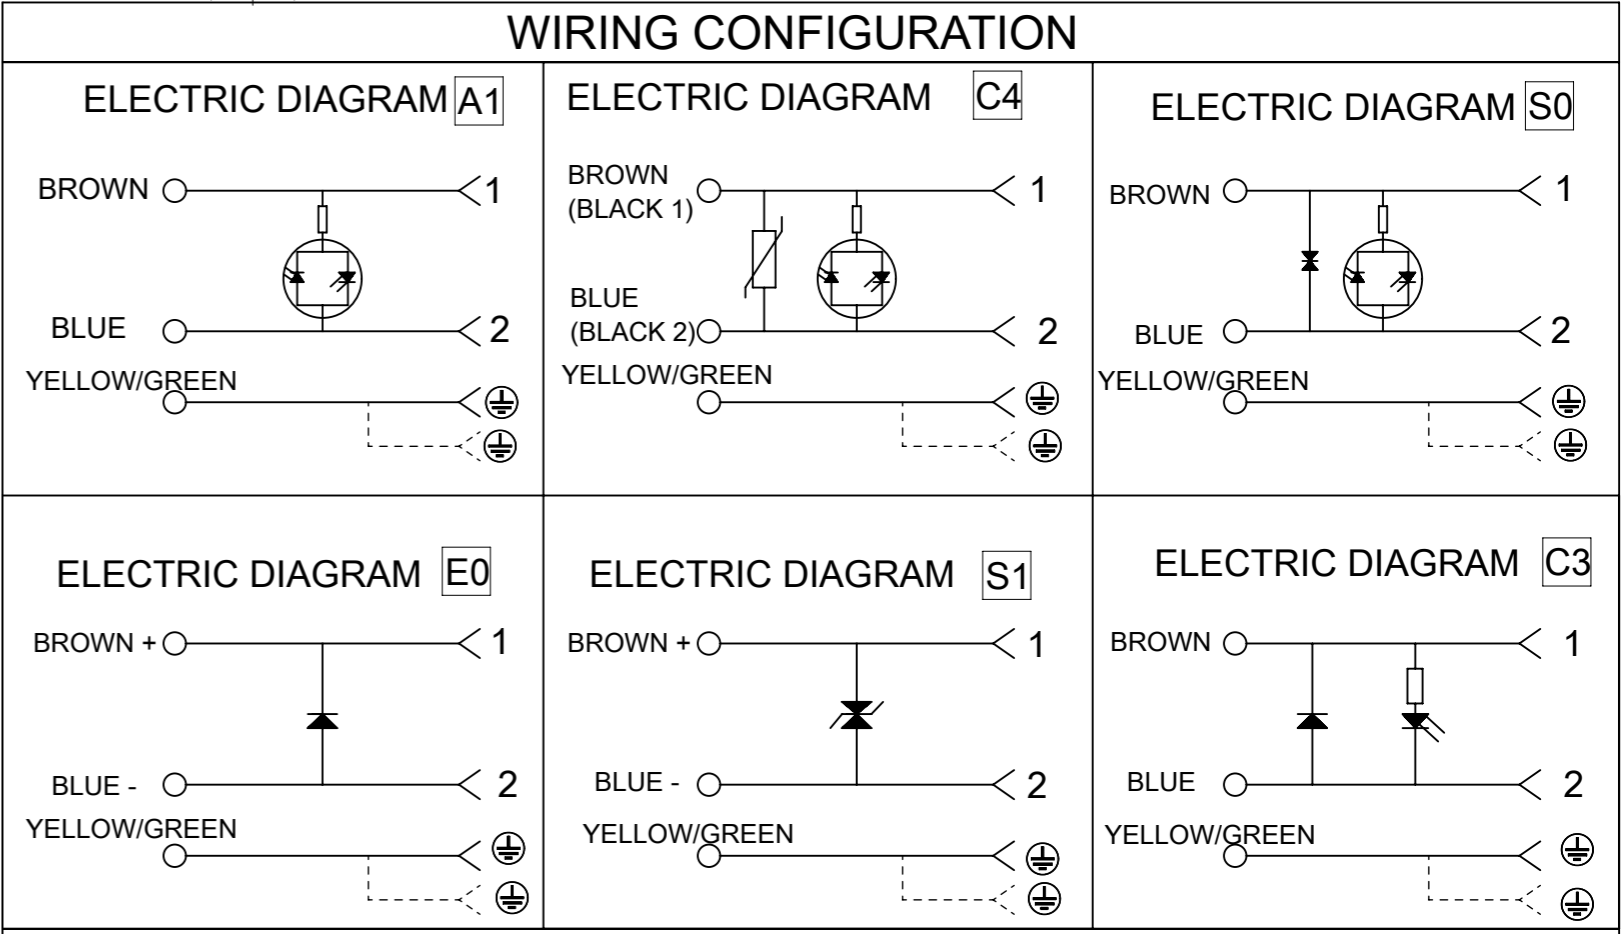 WIRING CONFIGURATION
ELECTRIC DIAGRAM A1
BROWN 1
BLUE 2
YELLOW/GREEN
ELECTRIC DIAGRAM C4
BROWN
(BLACK 1) 1
BLUE
(BLACK 2) 2
YELLOW/GREEN
ELECTRIC DIAGRAM S0
BROWN 1
BLUE 2
YELLOW/GREEN
ELECTRIC DIAGRAM E0
BROWN + 1
BLUE - 2
YELLOW/GREEN
ELECTRIC DIAGRAM S1
BROWN + 1
BLUE - 2
YELLOW/GREEN
ELECTRIC DIAGRAM C3
BROWN 1
BLUE 2
YELLOW/GREEN